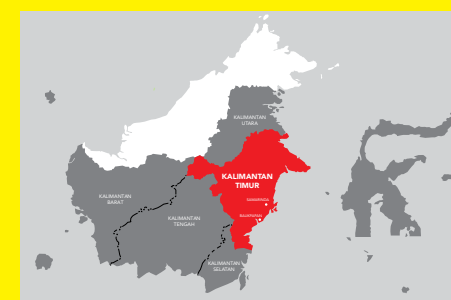 KALIMANTAN
UTARA
KALIMANTAN
TIMUR
SAMARINDA
BALIKPAPAN
KALIMANTAN
BARAT
KALIMANTAN
TENGAH
KALIMANTAN
SELATAN